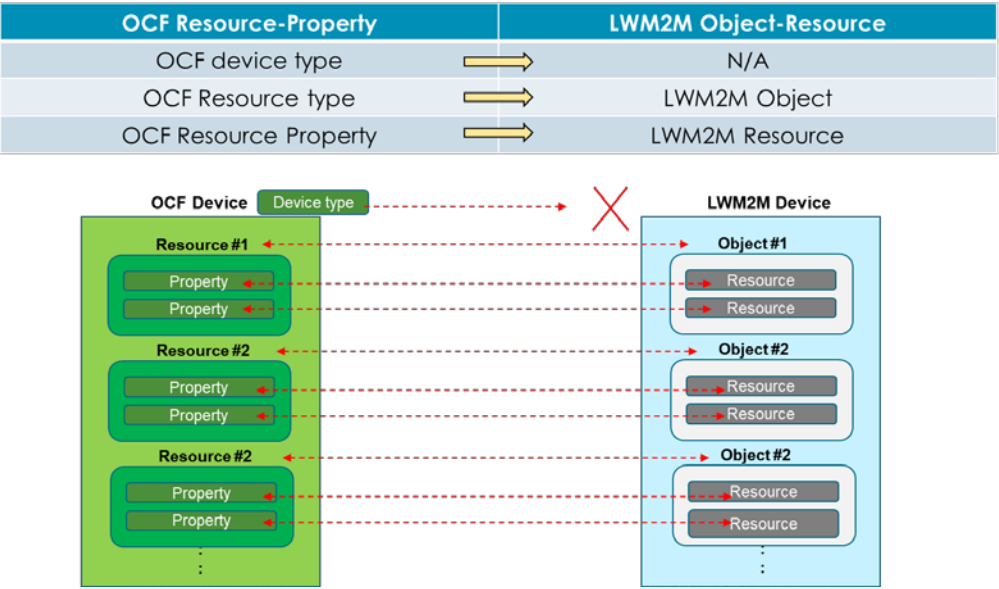 OCF Resource-Property LWM2M Object-Resource
OCF device type N/A
OCF Resource type LWM2M Object
OCF Resource Property LWM2M Resource
OCF Device Device type LWM2M Device
Resource #1 Object #1
Property Resource
Property Resource
Resource #2 Object #2
Property Resource
Property Resource
Resource #2 Object #2
Property Resource
Property Resource